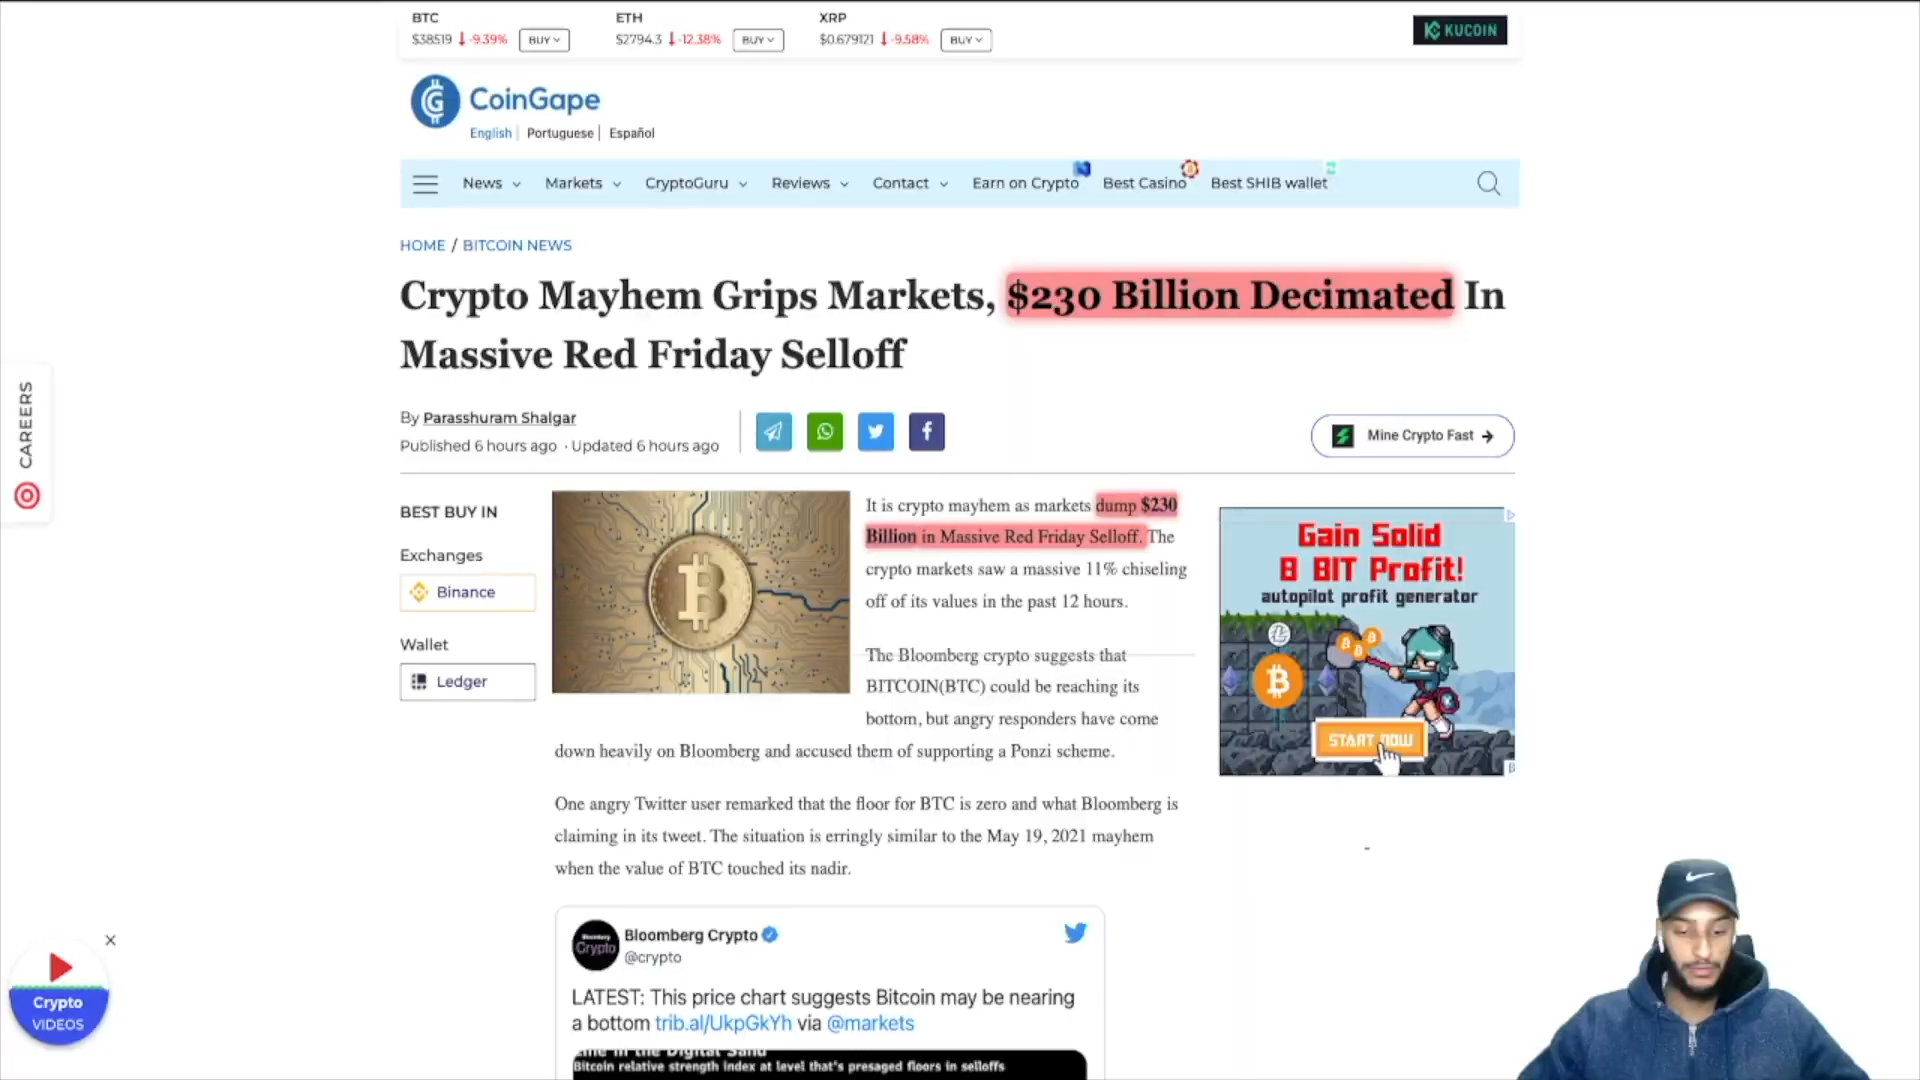 BTC
$38519 -9.39% BUY
ETH
$2794.3 -12.38% BUY
XRP
$0.679121 -9.58% BUY
KUCOIN
CoinGape
English Portuguese Español
News Markets CryptoGuru Reviews Contact Earn on Crypto Best Casino Best SHIB wallet
HOME / BITCOIN NEWS
Crypto Mayhem Grips Markets, $230 Billion Decimated In
Massive Red Friday Selloff
By Parasshuram Shalgar
Published 6 hours ago · Updated 6 hours ago
Mine Crypto Fast
CAREERS
BEST BUY IN
Exchanges
Binance
Wallet
Ledger
It is crypto mayhem as markets dump $230
Billion in Massive Red Friday Selloff. The
crypto markets saw a massive 11% chiseling
off of its values in the past 12 hours.
The Bloomberg crypto suggests that
BITCOIN(BTC) could be reaching its
bottom, but angry responders have come
down heavily on Bloomberg and accused them of supporting a Ponzi scheme.
One angry Twitter user remarked that the floor for BTC is zero and what Bloomberg is
claiming in its tweet. The situation is erringly similar to the May 19, 2021 mayhem
when the value of BTC touched its nadir.
Gain Solid
8 BIT Profit!
autopilot profit generator
START NOW
Bloomberg Crypto
Crypto
@crypto
LATEST: This price chart suggests Bitcoin may be nearing
a bottom trib.al/UkpGkYh via @markets
Line in the Digital Sand
Bitcoin relative strength index at level that's presaged floors in selloffs
Crypto
VIDEOS